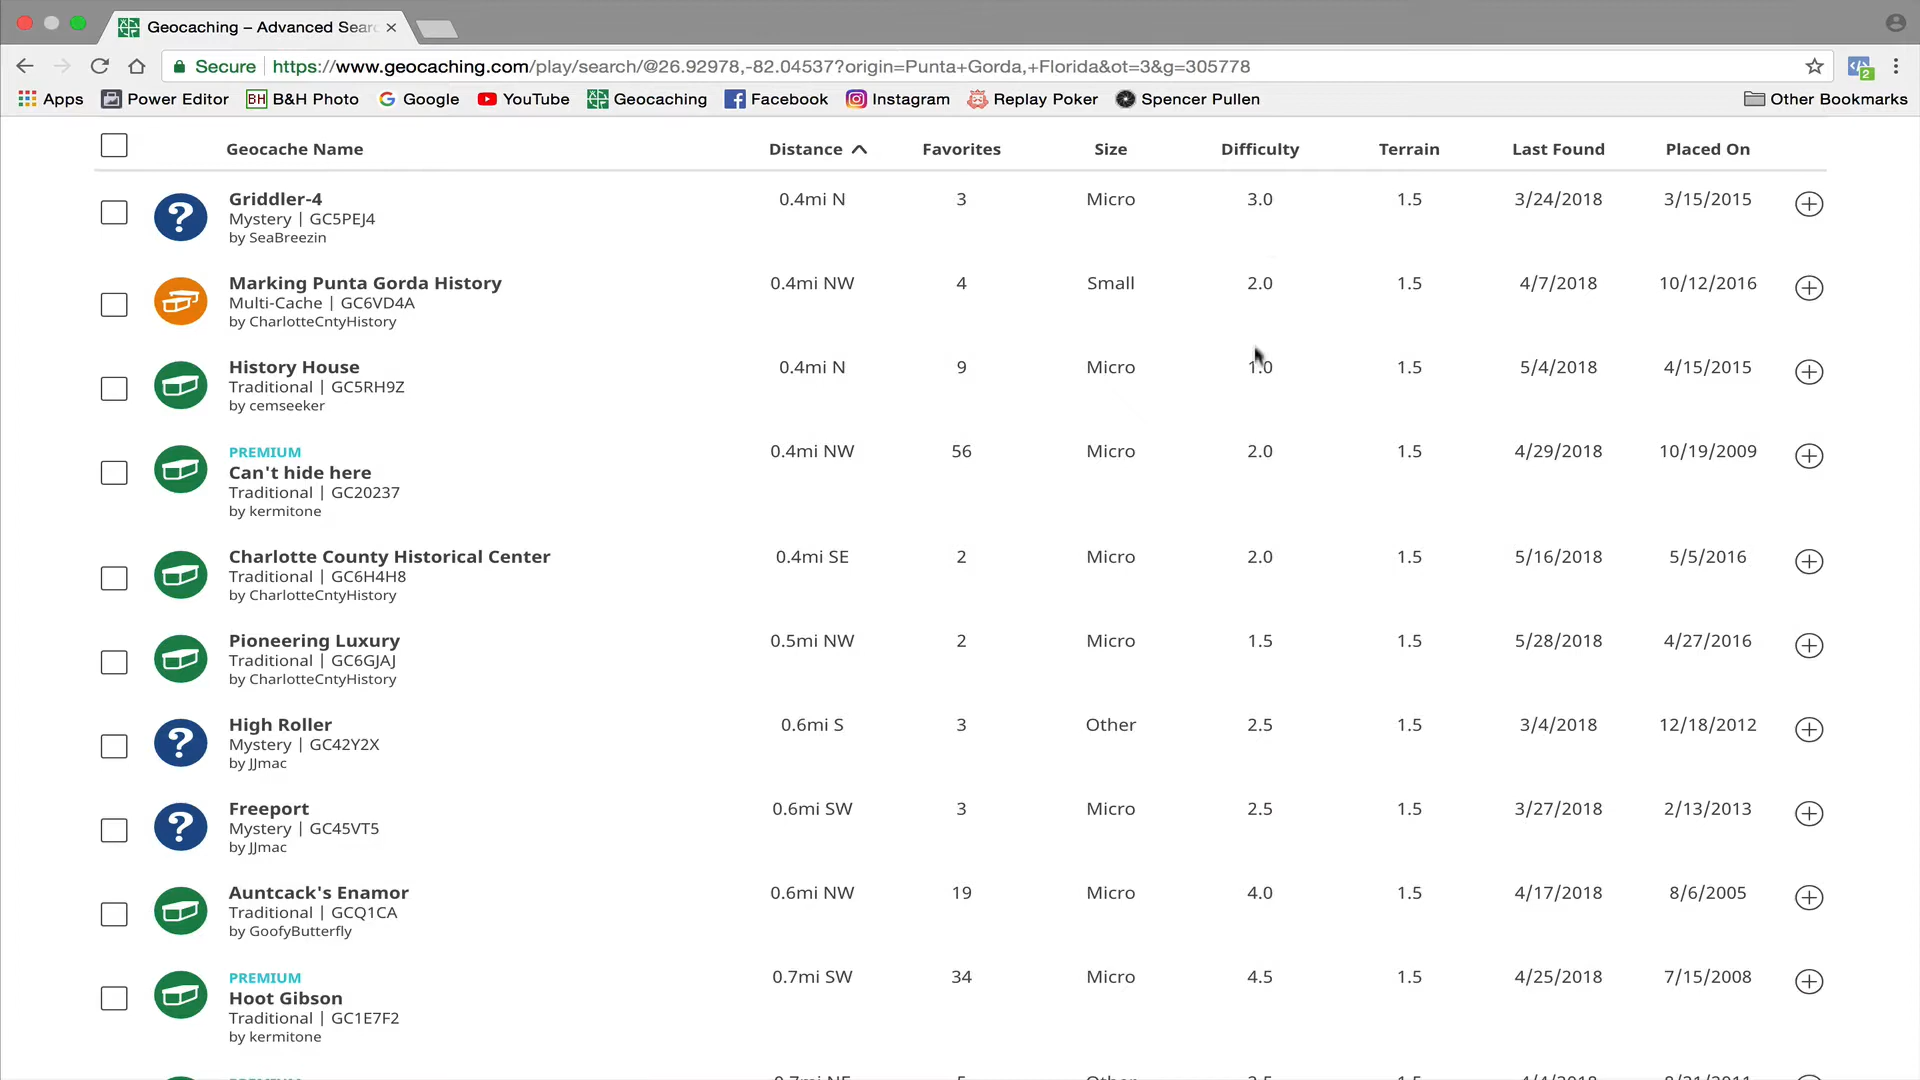 Geocaching – Advanced Sear
Secure https://www.geocaching.com/play/search/@26.92978,-82.04537?origin=Punta+Gorda,+Florida&ot=3&g=305778
2
Apps Power Editor BH B&H Photo Google YouTube Geocaching Facebook Instagram Replay Poker Spencer Pullen Other Bookmarks
Geocache Name Distance Favorites Size Difficulty Terrain Last Found Placed On
Griddler-4 0.4mi N 3 Micro 3.0 1.5 3/24/2018 3/15/2015
Mystery | GC5PEJ4
by SeaBreezin
Marking Punta Gorda History 0.4mi NW 4 Small 2.0 1.5 4/7/2018 10/12/2016
Multi-Cache | GC6VD4A
by CharlotteCntyHistory
History House 0.4mi N 9 Micro 1.0 1.5 5/4/2018 4/15/2015
Traditional | GC5RH9Z
by cemseeker
PREMIUM 0.4mi NW 56 Micro 2.0 1.5 4/29/2018 10/19/2009
Can't hide here
Traditional | GC20237
by kermitone
Charlotte County Historical Center 0.4mi SE 2 Micro 2.0 1.5 5/16/2018 5/5/2016
Traditional | GC6H4H8
by CharlotteCntyHistory
Pioneering Luxury 0.5mi NW 2 Micro 1.5 1.5 5/28/2018 4/27/2016
Traditional | GC6GJAJ
by CharlotteCntyHistory
High Roller 0.6mi S 3 Other 2.5 1.5 3/4/2018 12/18/2012
Mystery | GC42Y2X
by JJmac
Freeport 0.6mi SW 3 Micro 2.5 1.5 3/27/2018 2/13/2013
Mystery | GC45VT5
by JJmac
Auntcack's Enamor 0.6mi NW 19 Micro 4.0 1.5 4/17/2018 8/6/2005
Traditional | GCQ1CA
by GoofyButterfly
PREMIUM 0.7mi SW 34 Micro 4.5 1.5 4/25/2018 7/15/2008
Hoot Gibson
Traditional | GC1E7F2
by kermitone